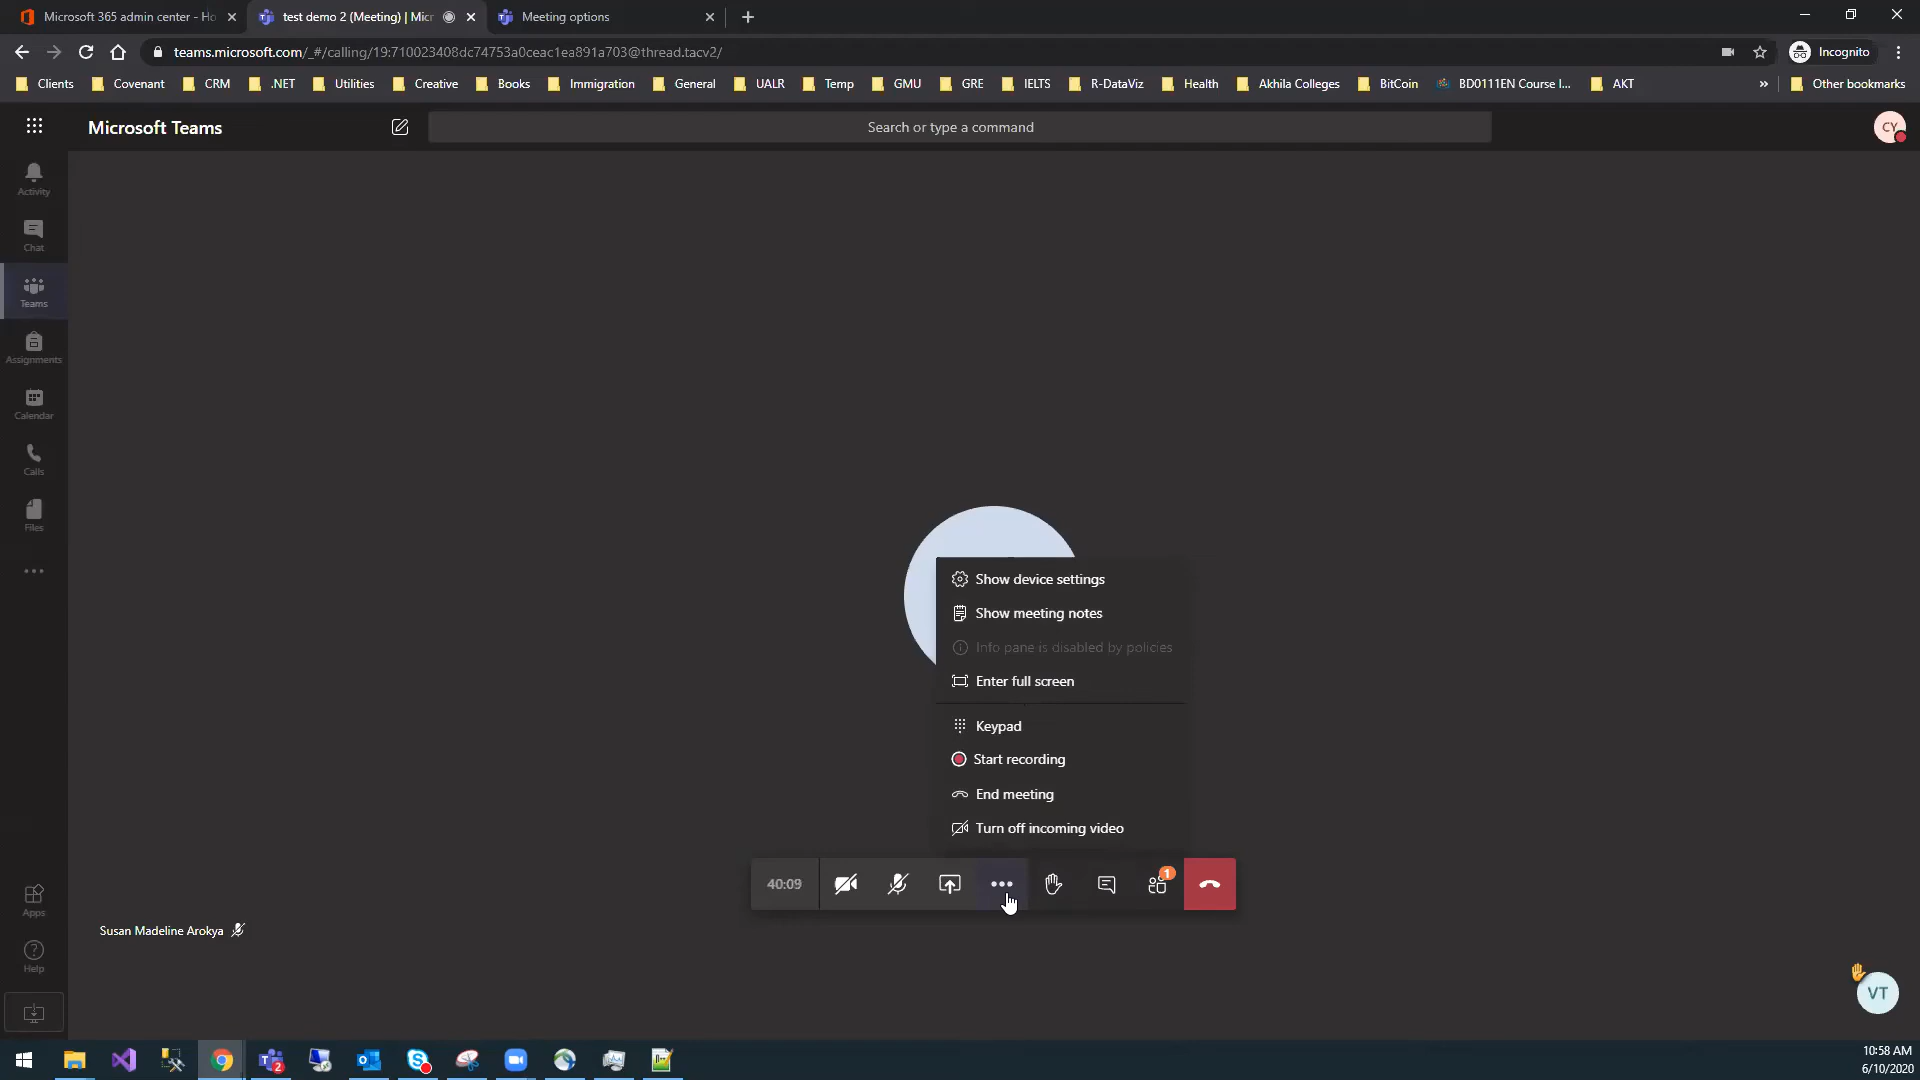 Microsoft 365 admin center - Ho
test demo 2 (Meeting) | Micr
Meeting options
teams.microsoft.com/_#/calling/19:710023408dc74753a0ceac1ea891a703@thread.tacv2/
Incognito
Clients
Covenant
CRM
.NET
Utilities
Creative
Books
Immigration
General
UALR
Temp
GMU
GRE
IELTS
R-DataViz
Health
Akhila Colleges
BitCoin
BD0111EN Course I...
AKT
Other bookmarks
Microsoft Teams
Search or type a command
CY
Activity
Chat
Teams
Assignments
Calendar
Calls
Files
Apps
Help
Show device settings
Show meeting notes
Info pane is disabled by policies
Enter full screen
Keypad
Start recording
End meeting
Turn off incoming video
40:09
1
Susan Madeline Arokya
VT
2
10:58 AM
6/10/2020